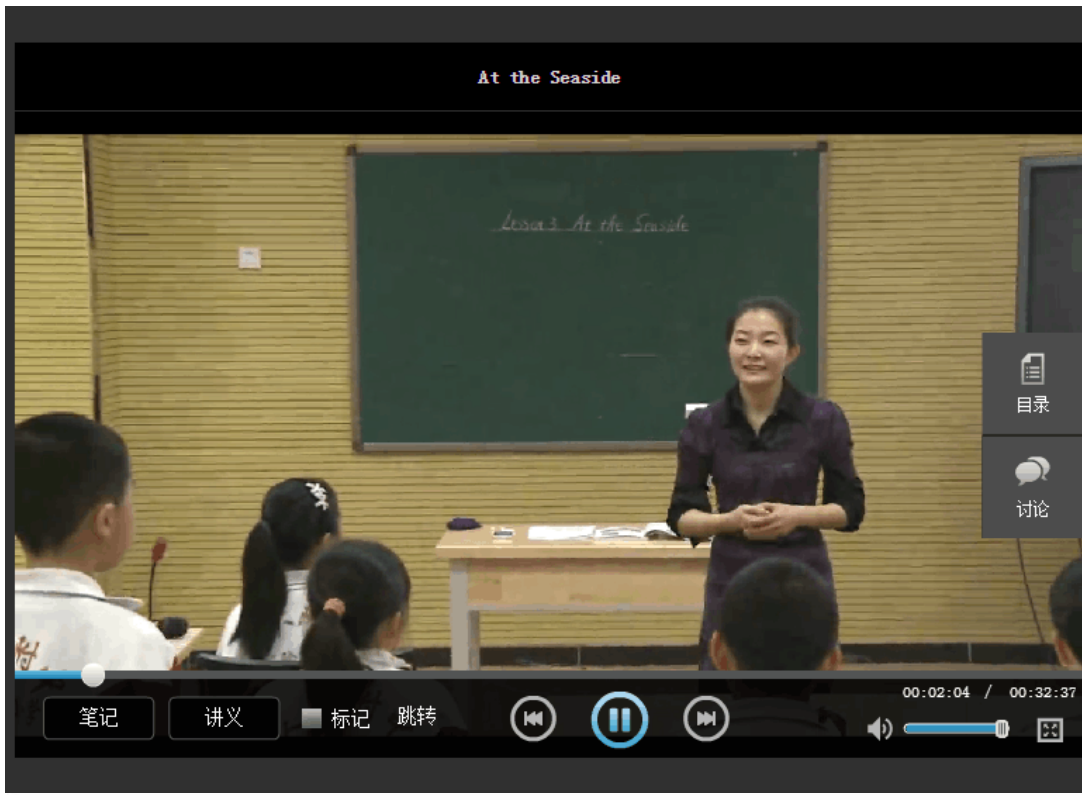 At the Seaside
Lesson 3 At the Seaside
目录
讨论
00:02:04 / 00:32:37
笔记
讲义
标记
跳转